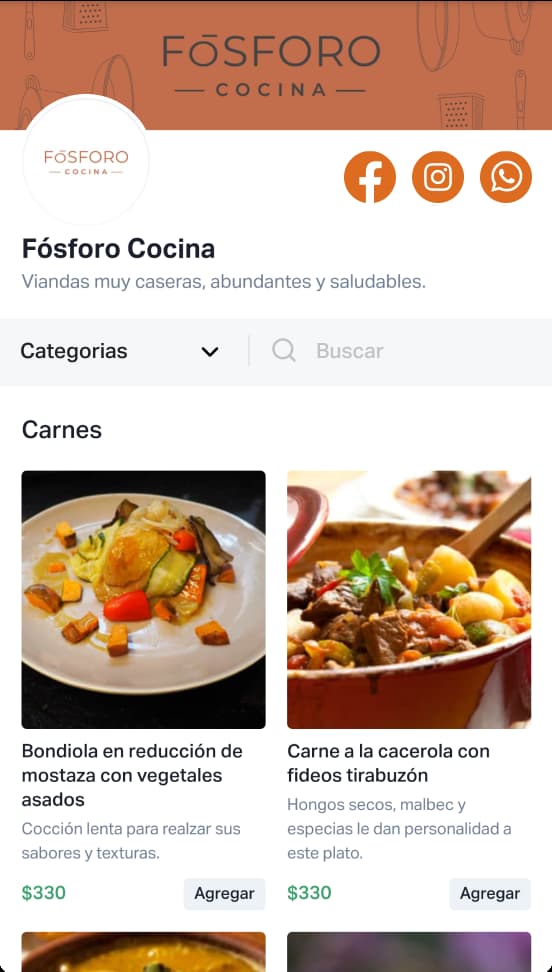 FŌSFORO
COCINA
FŌSFORO
COCINA
Fósforo Cocina
Viandas muy caseras, abundantes y saludables.
Categorias
Buscar
Carnes
Bondiola en reducción de
mostaza con vegetales
asados
Cocción lenta para realzar sus
sabores y texturas.
$330
Agregar
Carne a la cacerola con
fideos tirabuzón
Hongos secos, malbec y
especias le dan personalidad a
este plato.
$330
Agregar